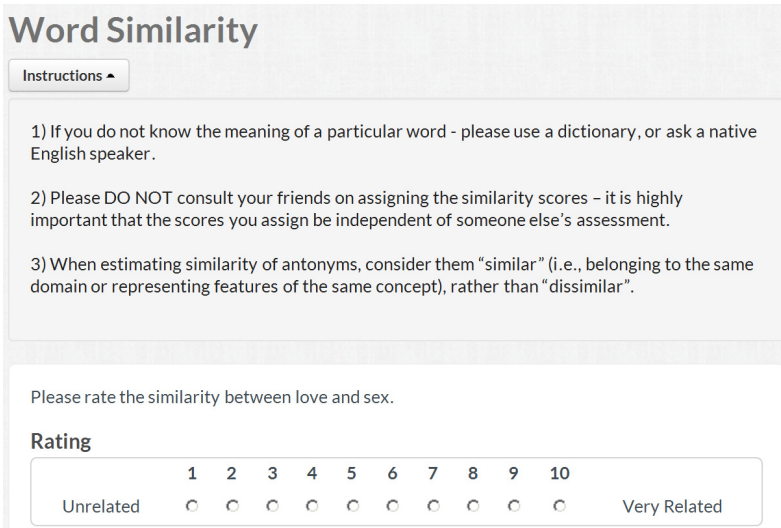 Word Similarity
Instructions
1) If you do not know the meaning of a particular word - please use a dictionary, or ask a native
English speaker.
2) Please DO NOT consult your friends on assigning the similarity scores – it is highly
important that the scores you assign be independent of someone else’s assessment.
3) When estimating similarity of antonyms, consider them “similar” (i.e., belonging to the same
domain or representing features of the same concept), rather than “dissimilar”.
Please rate the similarity between love and sex.
Rating
1 2 3 4 5 6 7 8 9 10
Unrelated Very Related